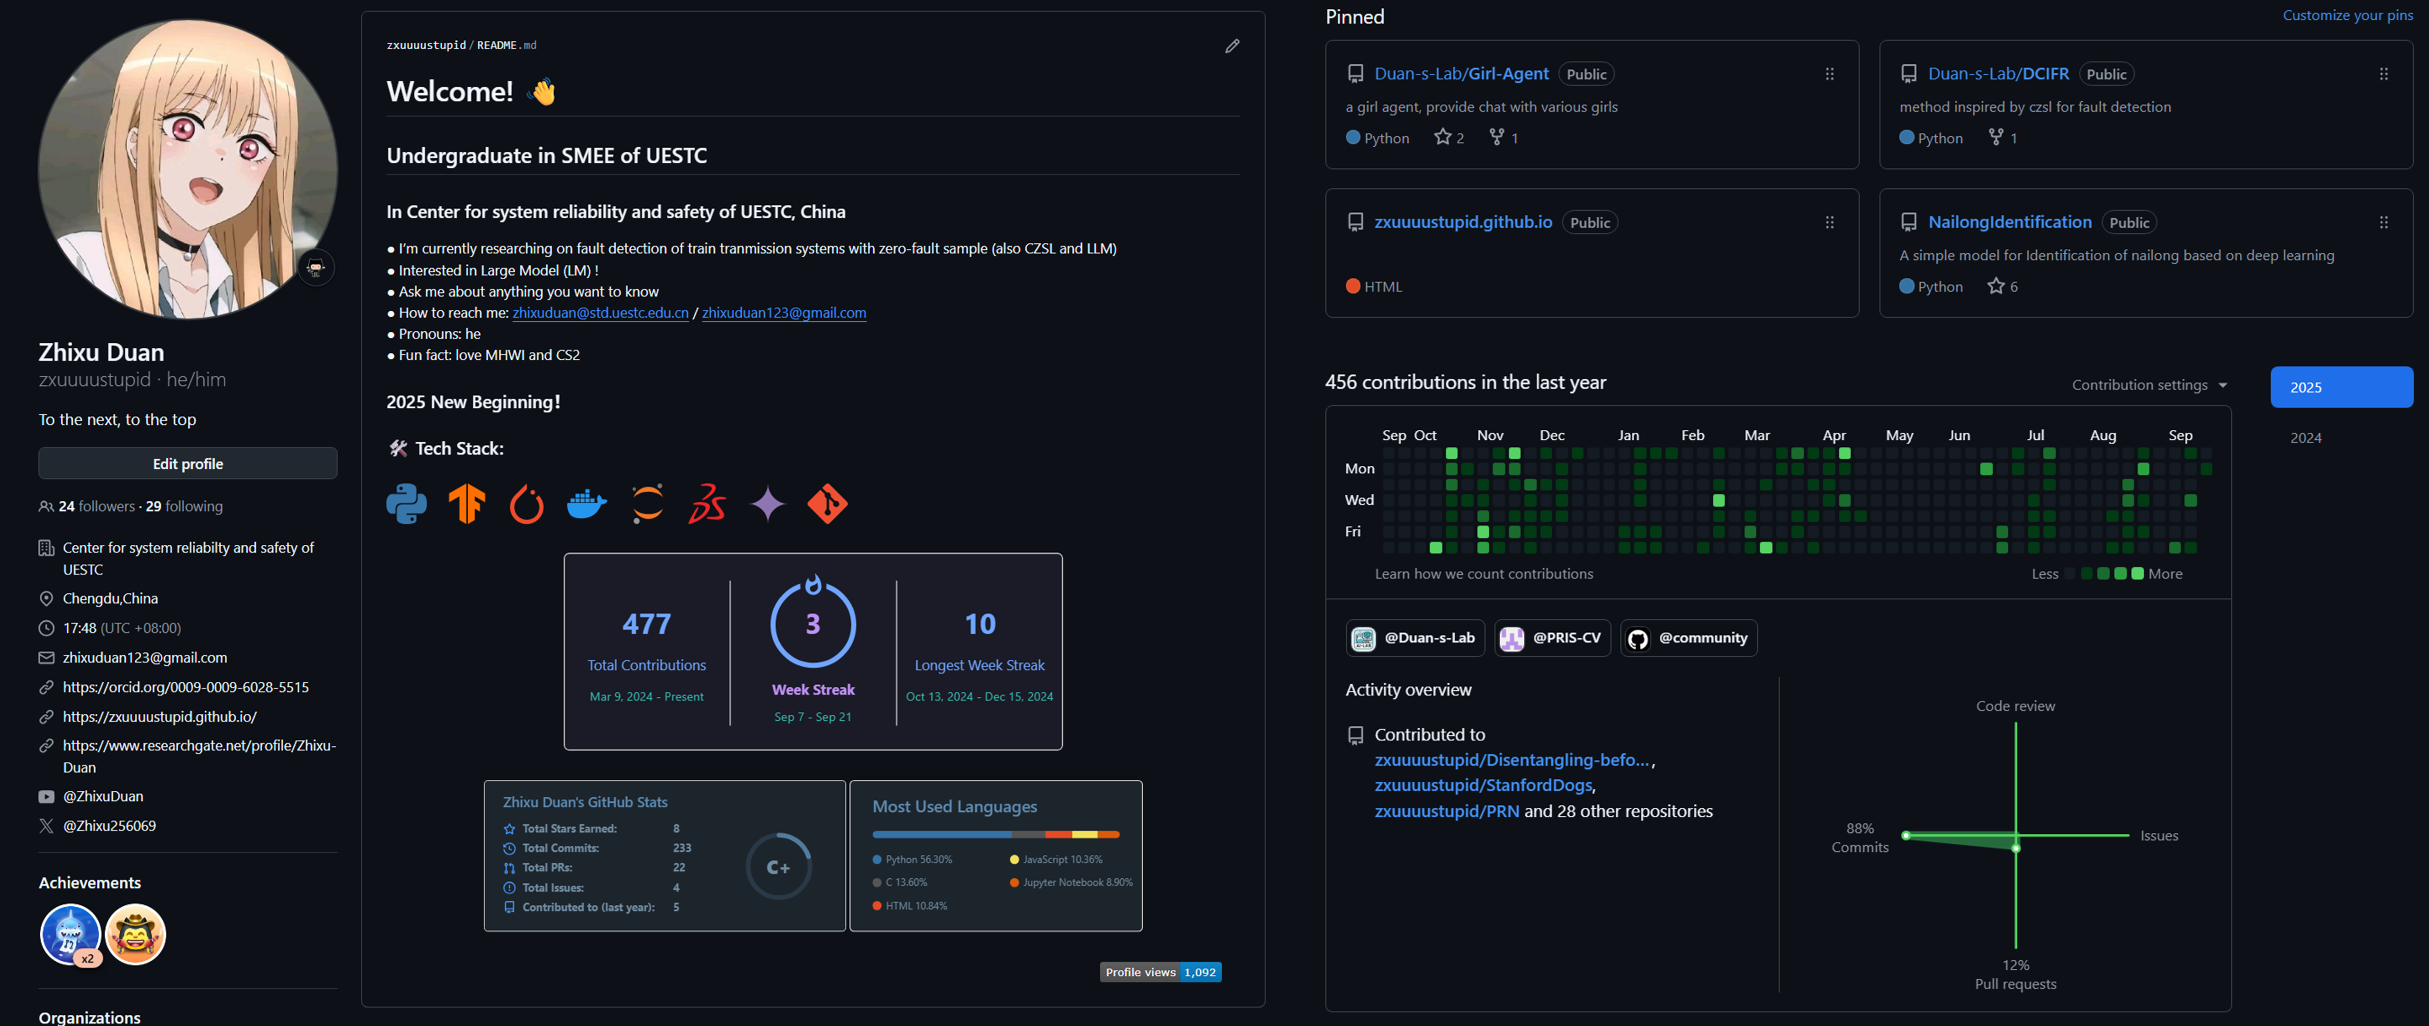 Zhixu Duan
zxuuuustupid · he/him
To the next, to the top
Edit profile
24 followers · 29 following
Center for system reliabilty and safety of
UESTC
Chengdu,China
17:48 (UTC +08:00)
zhixuduan123@gmail.com
https://orcid.org/0009-0009-6028-5515
https://zxuuuustupid.github.io/
https://www.researchgate.net/profile/Zhixu-
Duan
@ZhixuDuan
@Zhixu256069
Achievements
x2
Organizations
zxuuuustupid/README.md
Welcome! 👋
Undergraduate in SMEE of UESTC
In Center for system reliability and safety of UESTC, China
● I’m currently researching on fault detection of train tranmission systems with zero-fault sample (also CZSL and LLM)
● Interested in Large Model (LM) !
● Ask me about anything you want to know
● How to reach me: zhixuduan@std.uestc.edu.cn / zhixuduan123@gmail.com
● Pronouns: he
● Fun fact: love MHWI and CS2
2025 New Beginning!
🛠 Tech Stack:
477
Total Contributions
Mar 9, 2024 - Present
3
Week Streak
Sep 7 - Sep 21
10
Longest Week Streak
Oct 13, 2024 - Dec 15, 2024
Zhixu Duan's GitHub Stats
Total Stars Earned: 8
Total Commits: 233
Total PRs: 22
Total Issues: 4
Contributed to (last year): 5
C+
Most Used Languages
Python 56.30%
C 13.60%
HTML 10.84%
JavaScript 10.36%
Jupyter Notebook 8.90%
Profile views 1,092
Pinned
Customize your pins
Duan-s-Lab/Girl-Agent Public
a girl agent, provide chat with various girls
Python 2 1
Duan-s-Lab/DCIFR Public
method inspired by czsl for fault detection
Python 1
zxuuuustupid.github.io Public
HTML
NailongIdentification Public
A simple model for Identification of nailong based on deep learning
Python 6
456 contributions in the last year
Contribution settings
2025
2024
Sep Oct Nov Dec Jan Feb Mar Apr May Jun Jul Aug Sep
Mon
Wed
Fri
Learn how we count contributions
Less More
@Duan-s-Lab
@PRIS-CV
@community
Activity overview
Contributed to
zxuuuustupid/Disentangling-befo... ,
zxuuuustupid/StanfordDogs,
zxuuuustupid/PRN and 28 other repositories
Code review
88%
Commits
Issues
12%
Pull requests